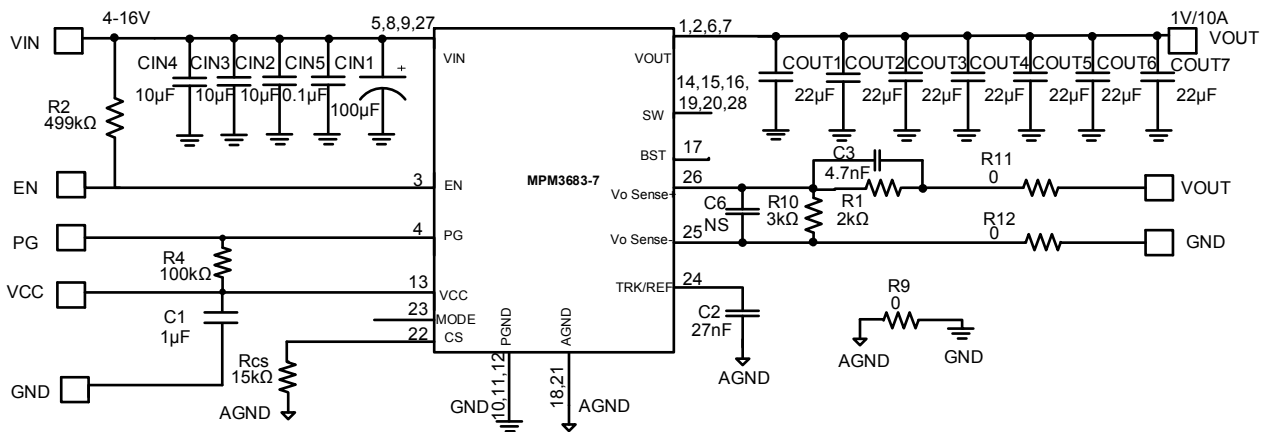 4-16V
VIN
5,8,9,27
VIN
CIN4
10μF
CIN3
10μF
CIN2
10μF
CIN5
0.1μF
CIN1
100μF
+
R2
499kΩ
EN
3
EN
PG
4
PG
R4
100kΩ
VCC
13
VCC
C1
1μF
23
MODE
22
CS
Rcs
15kΩ
AGND
GND
MPM3683-7
PGND
10,11,12
GND
AGND
18,21
AGND
1,2,6,7
VOUT
1V/10A
VOUT
COUT1
22μF
COUT2
22μF
COUT3
22μF
COUT4
22μF
COUT5
22μF
COUT6
22μF
COUT7
22μF
14,15,16,
19,20,28
SW
17
BST
26
Vo Sense+
C3
4.7nF
C6
NS
R10
3kΩ
R1
2kΩ
R11
0
VOUT
25
Vo Sense-
R12
0
GND
24
TRK/REF
C2
27nF
AGND
R9
0
AGND
GND